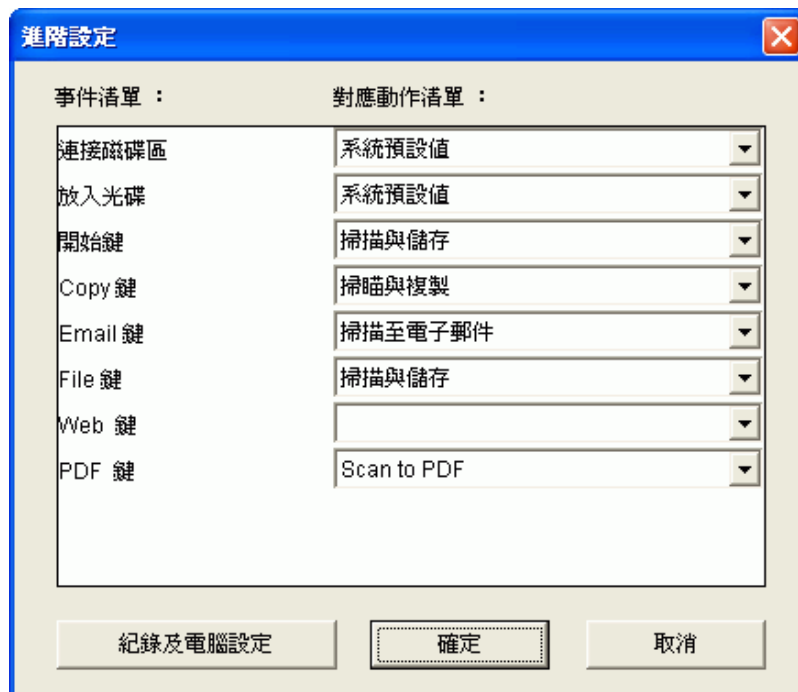 進階設定
事件清單 : 對應動作清單 :
連接磁碟區 系統預設值
放入光碟 系統預設值
開始鍵 掃描與儲存
Copy 鍵 掃瞄與複製
Email 鍵 掃描至電子郵件
File 鍵 掃描與儲存
Web 鍵
PDF 鍵 Scan to PDF
紀錄及電腦設定 確定 取消